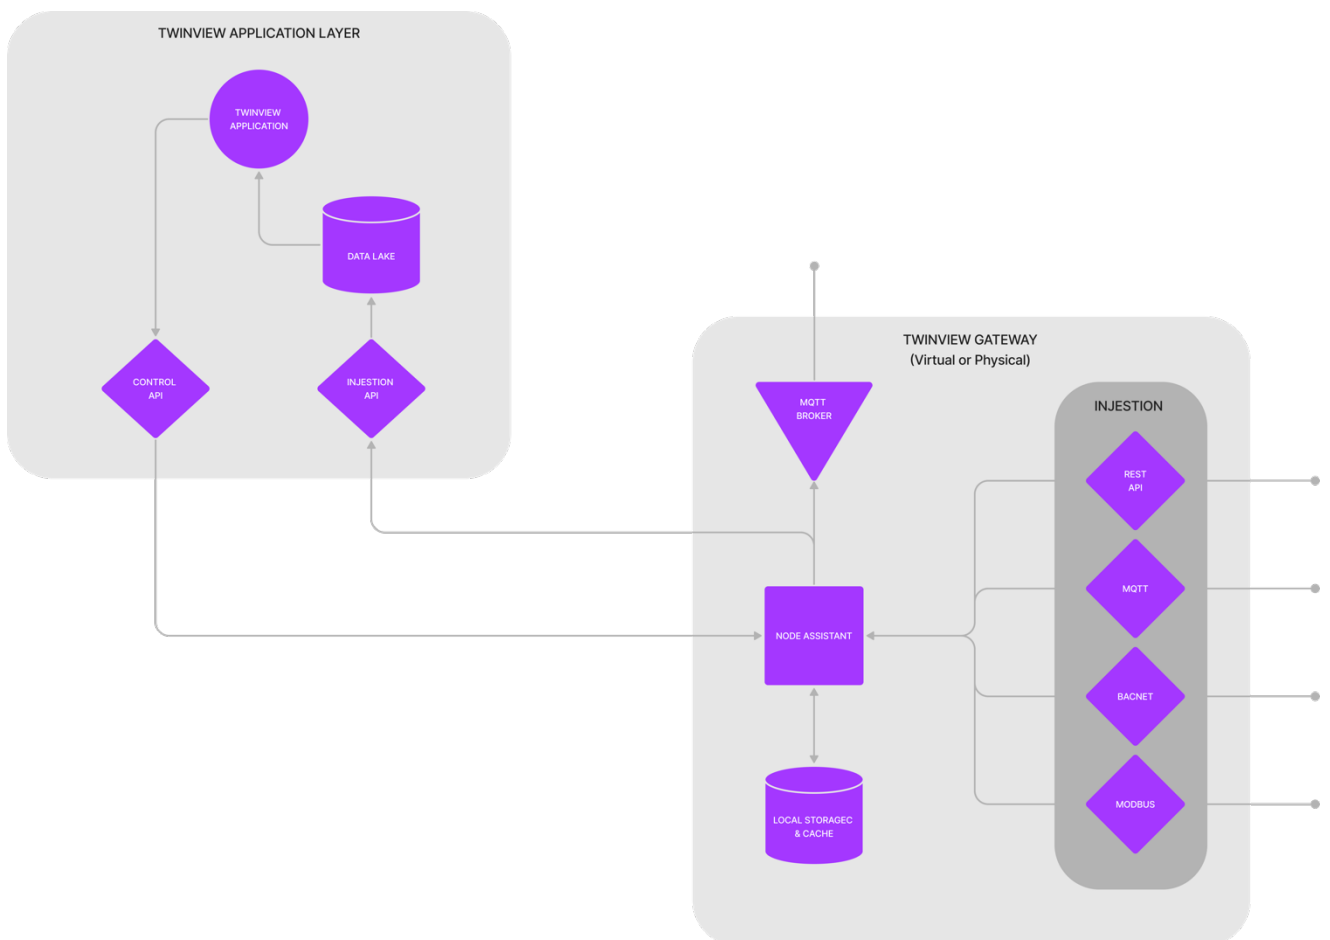 TWINVIEW APPLICATION LAYER
TWINVIEW
APPLICATION
DATA LAKE
CONTROL
API
INJESTION
API
TWINVIEW GATEWAY
(Virtual or Physical)
MQTT
BROKER
INJESTION
REST
API
MQTT
NODE ASSISTANT
BACNET
MODBUS
LOCAL STORAGEC
& CACHE